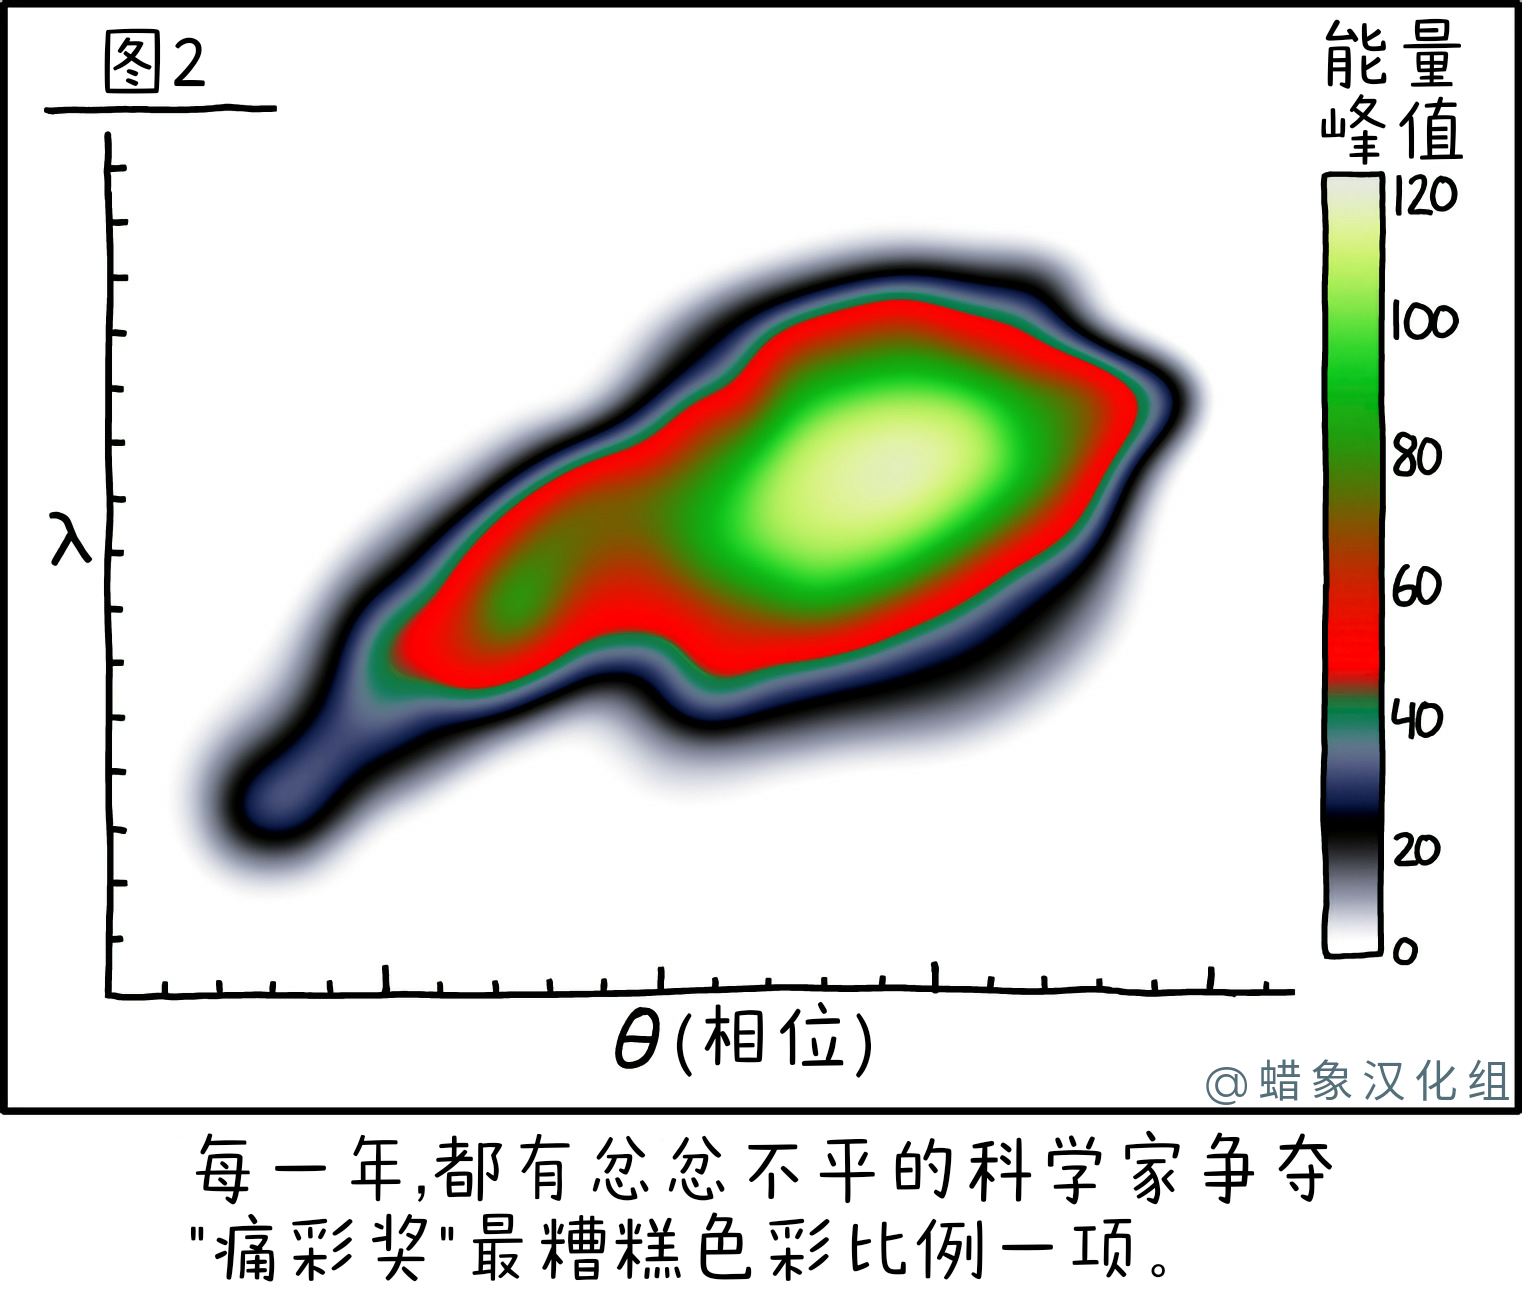 图2
能量
峰值
120
100
80
60
40
20
0
λ
θ(相位)
@蜡象汉化组
每一年,都有忿忿不平的科学家争夺
"痛彩奖"最糟糕色彩比例一项。